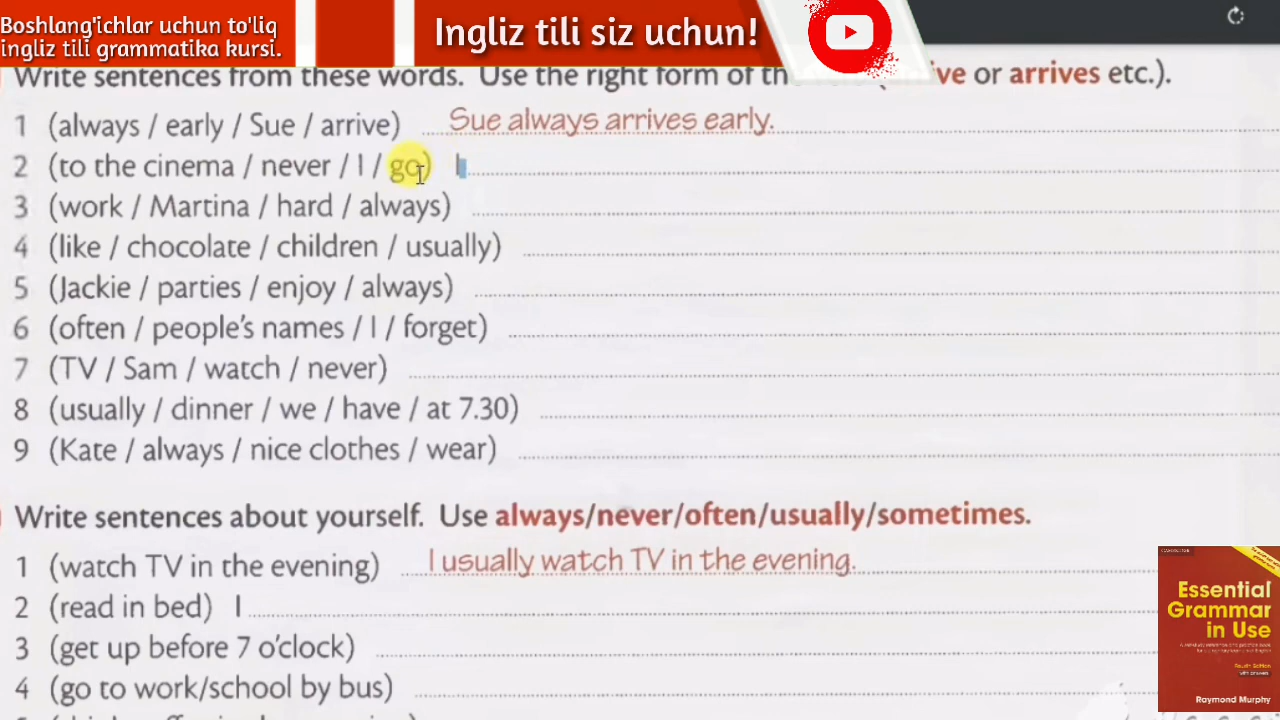 Boshlang'ichlar uchun to'liq
ingliz tili grammatika kursi.
Ingliz tili siz uchun!
Write sentences from these words. Use the right form of th or arrives etc.).
1 (always / early / Sue / arrive) Sue always arrives early.
2 (to the cinema / never / I / go) I
3 (work / Martina / hard / always)
4 (like / chocolate / children / usually)
5 (Jackie / parties / enjoy / always)
6 (often / people's names / I / forget)
7 (TV / Sam / watch / never)
8 (usually / dinner / we / have / at 7.30)
9 (Kate / always / nice clothes / wear)
Write sentences about yourself. Use always/never/often/usually/sometimes.
1 (watch TV in the evening) I usually watch TV in the evening.
2 (read in bed) I
3 (get up before 7 o'clock)
4 (go to work/school by bus)
Essential
Grammar
in Use
Fourth Edition
with answers
Raymond Murphy